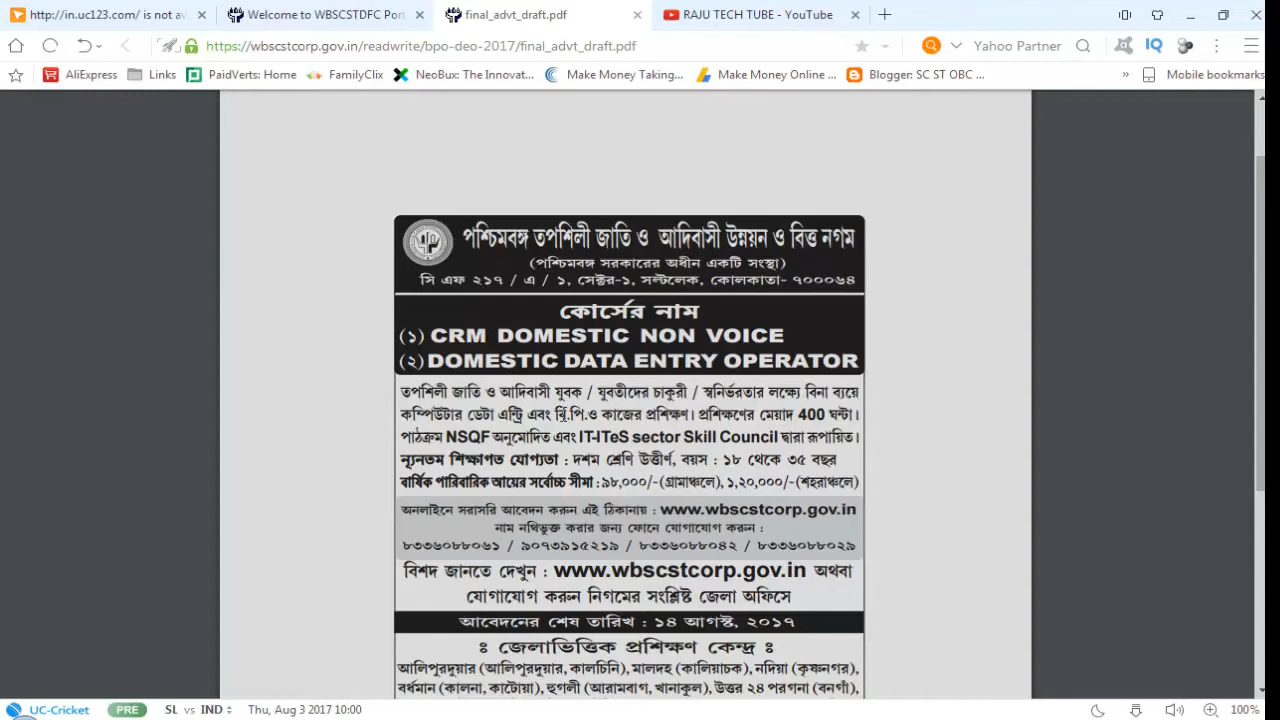 http://in.uc123.com/ is not av
Welcome to WBSCSTDFC Port
final_advt_draft.pdf
RAJU TECH TUBE - YouTube
https://wbscstcorp.gov.in/readwrite/bpo-deo-2017/final_advt_draft.pdf
Yahoo Partner
IQ
AliExpress
Links
PaidVerts: Home
FamilyClix
NeoBux: The Innovat...
Make Money Taking...
Make Money Online ...
Blogger: SC ST OBC ...
»
Mobile bookmarks
পশ্চিমবঙ্গ তপশিলী জাতি ও আদিবাসী উন্নয়ন ও বিত্ত নগম
(পশ্চিমবঙ্গ সরকারের অধীন একটি সংস্থা)
সি এফ ২১৭ / এ / ১, সেক্টর-১, সল্টলেক, কোলকাতা- ৭০০০৬৪
কোর্সের নাম
(১) CRM DOMESTIC NON VOICE
(২) DOMESTIC DATA ENTRY OPERATOR
তপশিলী জাতি ও আদিবাসী যুবক / যুবতীদের চাকুরী / স্বনির্ভরতার লক্ষ্যে বিনা ব্যয়ে
কম্পিউটার ডেটা এন্ট্রি এবং বি.পি.ও কাজের প্রশিক্ষণ। প্রশিক্ষণের মেয়াদ 400 ঘন্টা।
পাঠক্রম NSQF অনুমোদিত এবং IT-ITeS sector Skill Council দ্বারা রূপায়িত।
ন্যূনতম শিক্ষাগত যোগ্যতা : দশম শ্রেণি উত্তীর্ণ, বয়স : ১৮ থেকে ৩৫ বছর
বার্ষিক পারিবারিক আয়ের সর্বোচ্চ সীমা : ৯৮,০০০/-(গ্রামাঞ্চলে), ১,২০,০০০/-(শহরাঞ্চলে)
অনলাইনে সরাসরি আবেদন করুন এই ঠিকানায় : www.wbscstcorp.gov.in
নাম নথিভুক্ত করার জন্য ফোনে যোগাযোগ করুন :
৮৩৩৬০৮৮০৬১ / ৯০৭৩৯১৫২১৯ / ৮৩৩৬০৮৮০৪২ / ৮৩৩৬০৮৮০২৯
বিশদ জানতে দেখুন : www.wbscstcorp.gov.in অথবা
যোগাযোগ করুন নিগমের সংশ্লিষ্ট জেলা অফিসে
আবেদনের শেষ তারিখ : ১৪ আগস্ট, ২০১৭
ঃ জেলাভিত্তিক প্রশিক্ষণ কেন্দ্র ঃ
আলিপুরদুয়ার (আলিপুরদুয়ার, কালচিনি), মালদহ (কালিয়াচক), নদিয়া (কৃষ্ণনগর),
বর্ধমান (কালনা, কাটোয়া), হুগলী (আরামবাগ, খানাকুল), উত্তর ২৪ পরগনা (বনগাঁ),
UC-Cricket PRE SL vs IND Thu, Aug 3 2017 10:00
100%